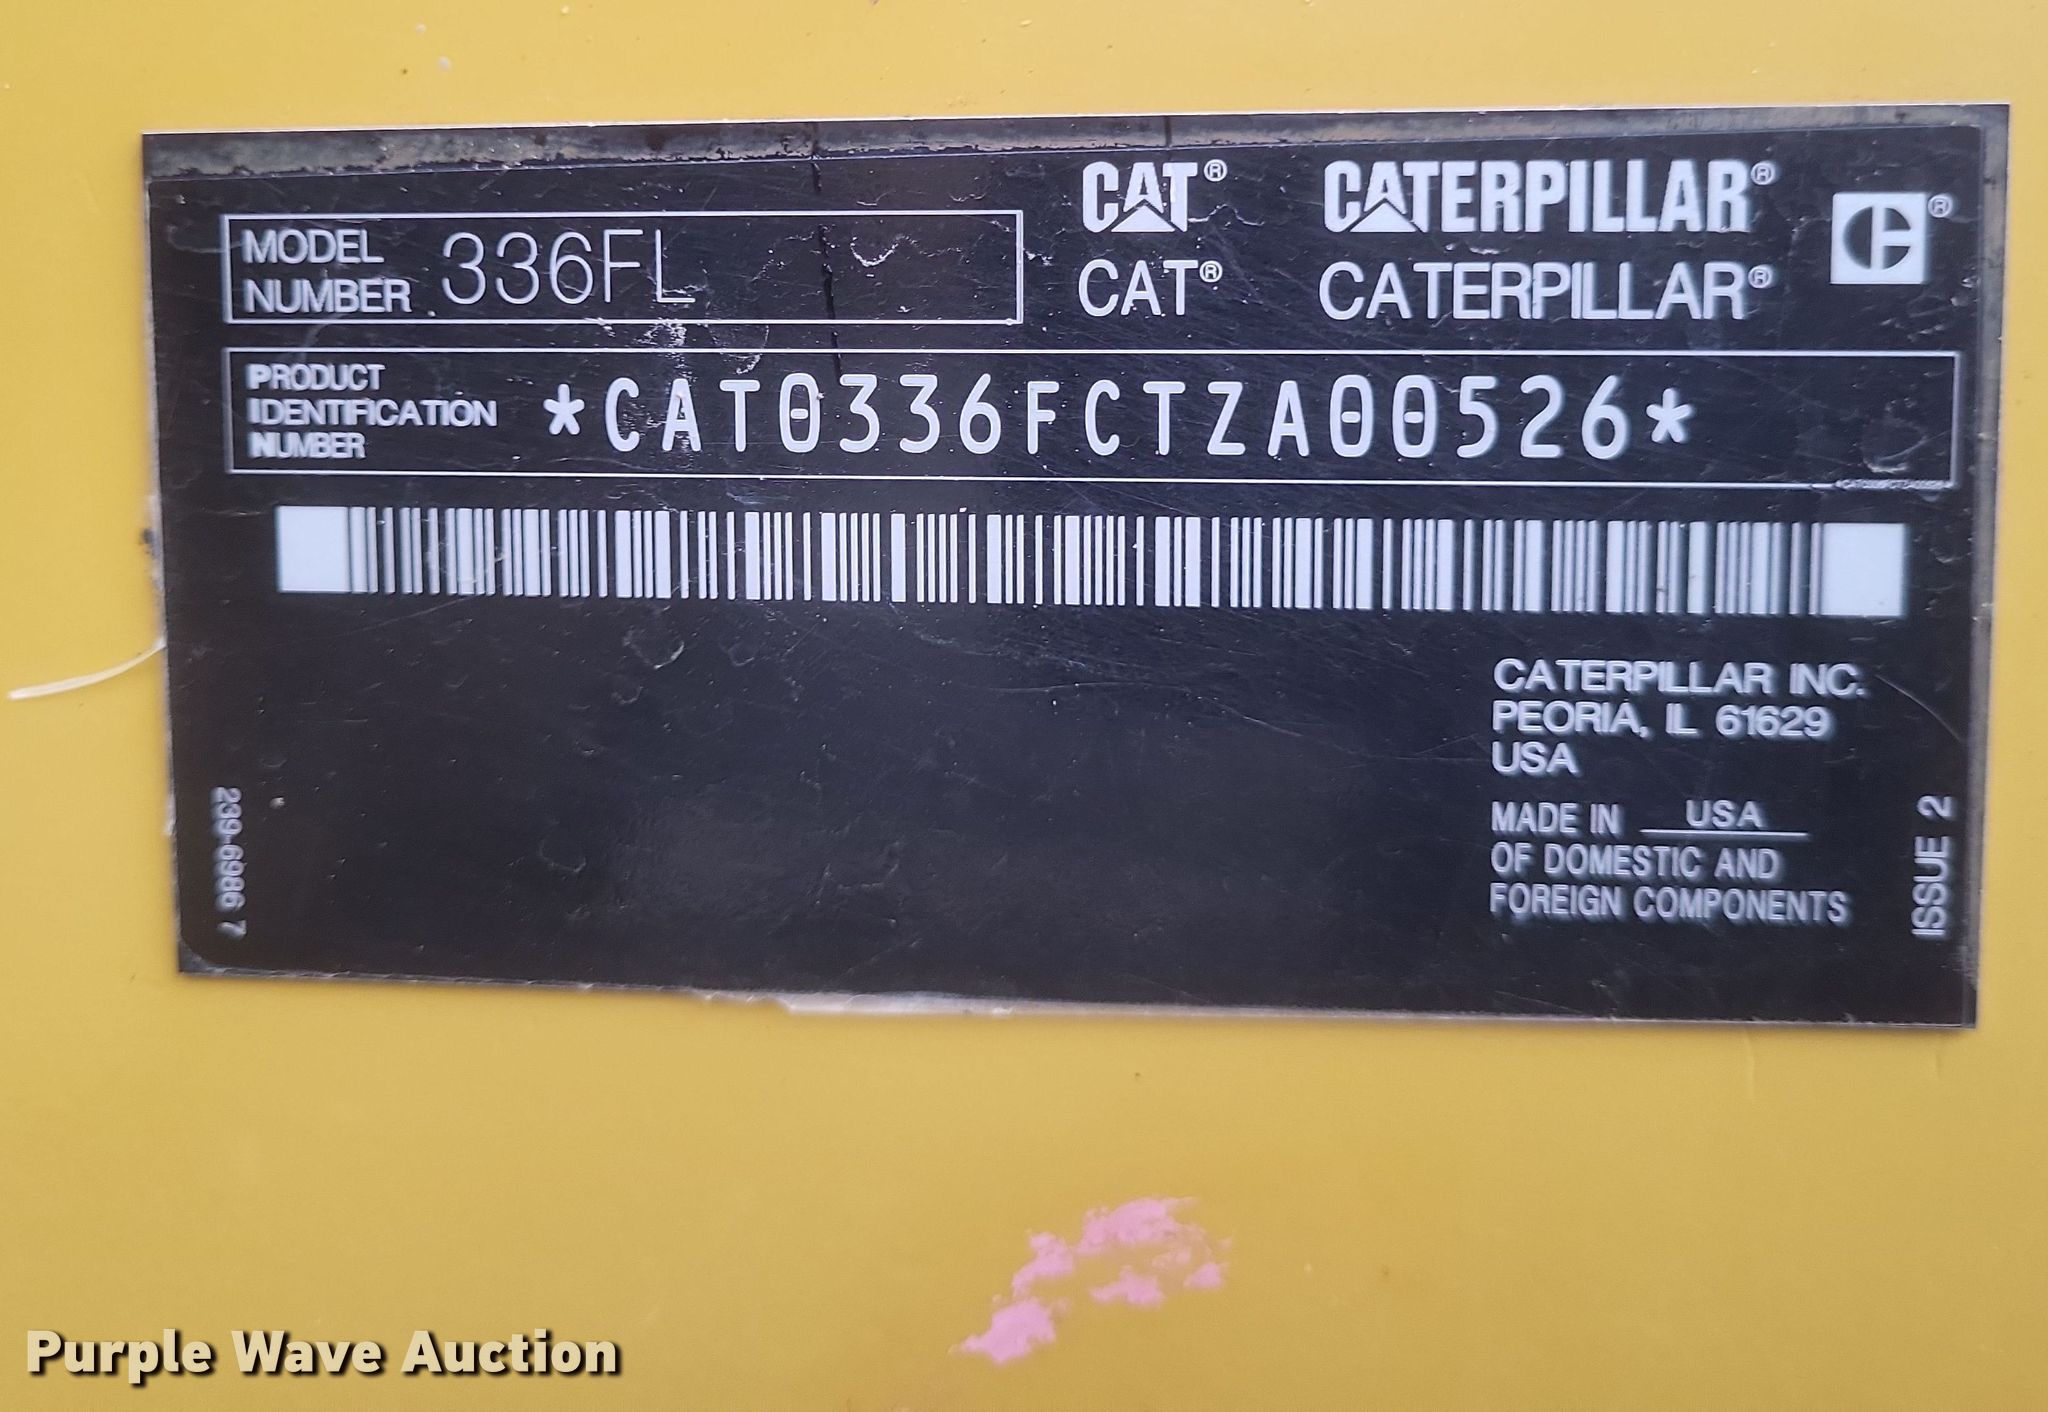 MODEL NUMBER 336FL
CAT® CATERPILLAR®
CAT® CATERPILLAR®
PRODUCT IDENTIFICATION NUMBER *CAT0336FCTZA00526*
CATERPILLAR INC.
PEORIA, IL 61629
USA
MADE IN USA
OF DOMESTIC AND
FOREIGN COMPONENTS
239-6986 7
ISSUE 2
Purple Wave Auction